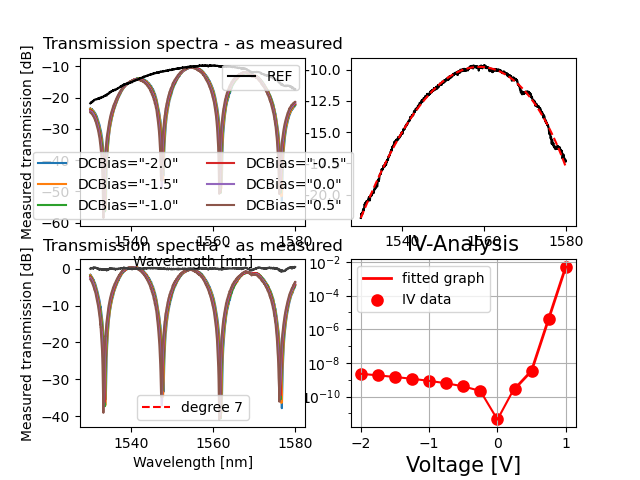 Transmission spectra - as measured
Measured transmission [dB]
−10
−20
−30
−40
−50
−60
REF
DCBias="-2.0"
DCBias="-1.5"
DCBias="-1.0"
DCBias="-0.5"
DCBias="0.0"
DCBias="0.5"
1540
1560
1580
Wavelength [nm]
−10.0
−12.5
−15.0
−20.0
1540
1560
1580
Transmission spectra - as measured
Measured transmission [dB]
0
−10
−20
−30
−40
degree 7
1540
1560
1580
Wavelength [nm]
IV-Analysis
fitted graph
IV data
10⁻²
10⁻⁴
10⁻⁶
10⁻⁸
10⁻¹⁰
−2
−1
0
1
Voltage [V]